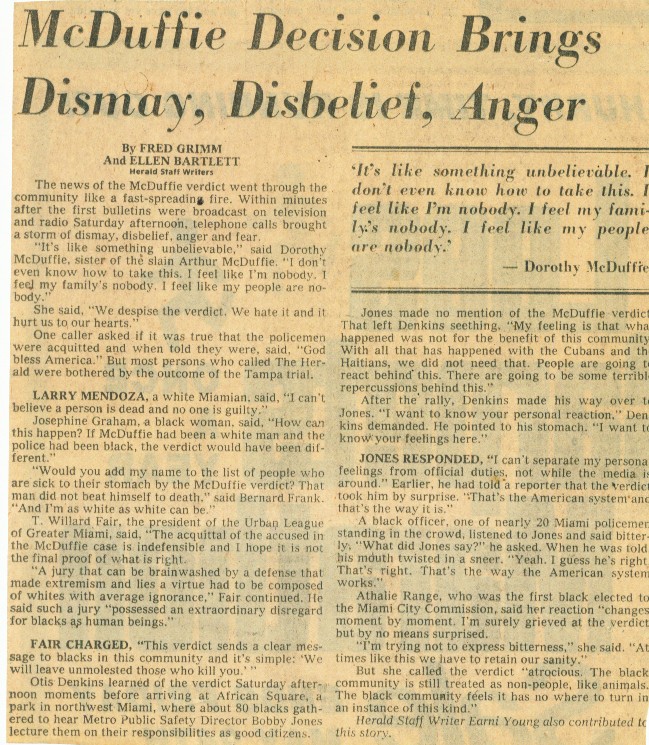 McDuffie Decision Brings
Dismay, Disbelief, Anger
By FRED GRIMM
And ELLEN BARTLETT
Herald Staff Writers
The news of the McDuffie verdict went through the
community like a fast-spreading fire. Within minutes
after the first bulletins were broadcast on television
and radio Saturday afternoon, telephone calls brought
a storm of dismay, disbelief, anger and fear.
"It's like something unbelievable," said Dorothy
McDuffie, sister of the slain Arthur McDuffie. "I don't
even know how to take this. I feel like I'm nobody. I
feel my family's nobody. I feel like my people are no-
body."
She said, "We despise the verdict. We hate it and it
hurt us to our hearts."
One caller asked if it was true that the policemen
were acquitted and when told they were, said, "God
bless America." But most persons who called The Her-
ald were bothered by the outcome of the Tampa trial.
LARRY MENDOZA, a white Miamian, said, "I can't
believe a person is dead and no one is guilty."
Josephine Graham, a black woman, said, "How can
this happen? If McDuffie had been a white man and the
police had been black, the verdict would have been dif-
ferent."
"Would you add my name to the list of people who
are sick to their stomach by the McDuffie verdict? That
man did not beat himself to death," said Bernard Frank.
"And I'm as white as white can be."
T. Willard Fair, the president of the Urban League
of Greater Miami, said, "The acquittal of the accused in
the McDuffie case is indefensible and I hope it is not
the final proof of what is right.
"A jury that can be brainwashed by a defense that
made extremism and lies a virtue had to be composed
of whites with average ignorance," Fair continued. He
said such a jury "possessed an extraordinary disregard
for blacks as human beings."
FAIR CHARGED, "This verdict sends a clear mes-
sage to blacks in this community and it's simple: 'We
will leave unmolested those who kill you.' "
Otis Denkins learned of the verdict Saturday after-
noon moments before arriving at African Square, a
park in northwest Miami, where about 80 blacks gath-
ered to hear Metro Public Safety Director Bobby Jones
lecture them on their responsibilities as good citizens.
'It's like something unbelievable. I
don't even know how to take this. I
feel like I'm nobody. I feel my fami-
ly's nobody. I feel like my people
are nobody.'
— Dorothy McDuffie
Jones made no mention of the McDuffie verdict
That left Denkins seething. "My feeling is that wha
happened was not for the benefit of this community
With all that has happened with the Cubans and th
Haitians, we did not need that. People are going t
react behind this. There are going to be some terribl
repercussions behind this."
After the rally, Denkins made his way over t
Jones. "I want to know your personal reaction," Den
kins demanded. He pointed to his stomach. "I want t
know your feelings here."
JONES RESPONDED, "I can't separate my persona
feelings from official duties, not while the media i
around." Earlier, he had told a reporter that the verdict
took him by surprise. "That's the American system and
that's the way it is."
A black officer, one of nearly 20 Miami policemen
standing in the crowd, listened to Jones and said bitter-
ly, "What did Jones say?" he asked. When he was told
his mouth twisted in a sneer. "Yeah. I guess he's right
That's right. That's the way the American system
works."
Athalie Range, who was the first black elected to
the Miami City Commission, said her reaction "changes
moment by moment. I'm surely grieved at the verdict
but by no means surprised.
"I'm trying not to express bitterness," she said. "At
times like this we have to retain our sanity."
But she called the verdict "atrocious. The black
community is still treated as non-people, like animals.
The black community feels it has no where to turn in
an instance of this kind."
Herald Staff Writer Earni Young also contributed to
this story.